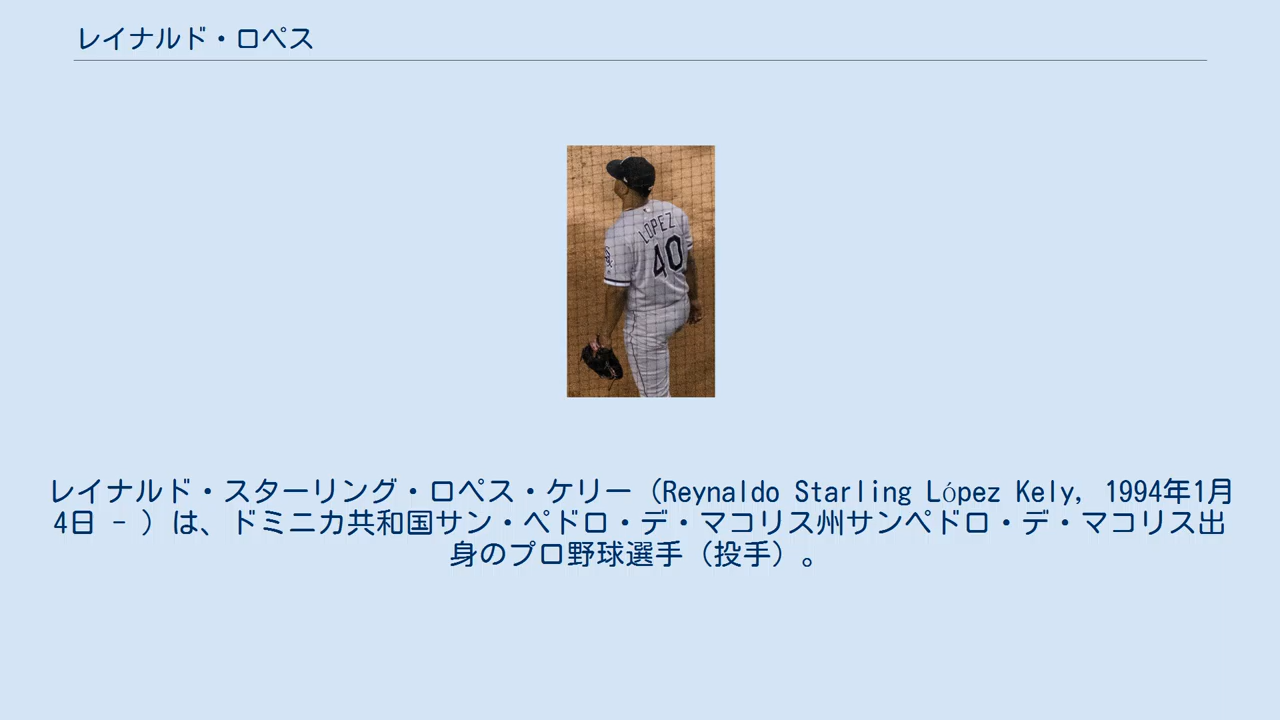 レイナルド・ロペス
LOPEZ
40
レイナルド・スターリング・ロペス・ケリー（Reynaldo Starling López Kely, 1994年1月
4日 - ）は、ドミニカ共和国サン・ペドロ・デ・マコリス州サンペドロ・デ・マコリス出
身のプロ野球選手（投手）。